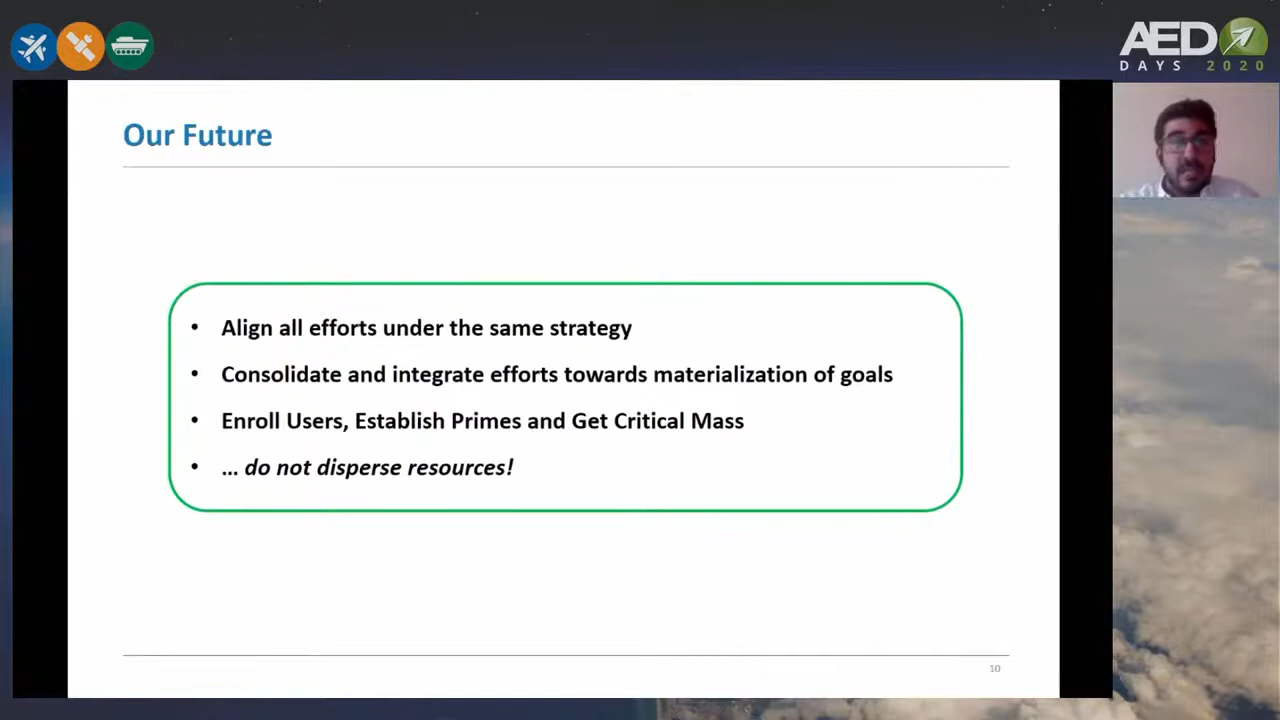 AED
DAYS 2020
Our Future
• Align all efforts under the same strategy
• Consolidate and integrate efforts towards materialization of goals
• Enroll Users, Establish Primes and Get Critical Mass
• … do not disperse resources!
10